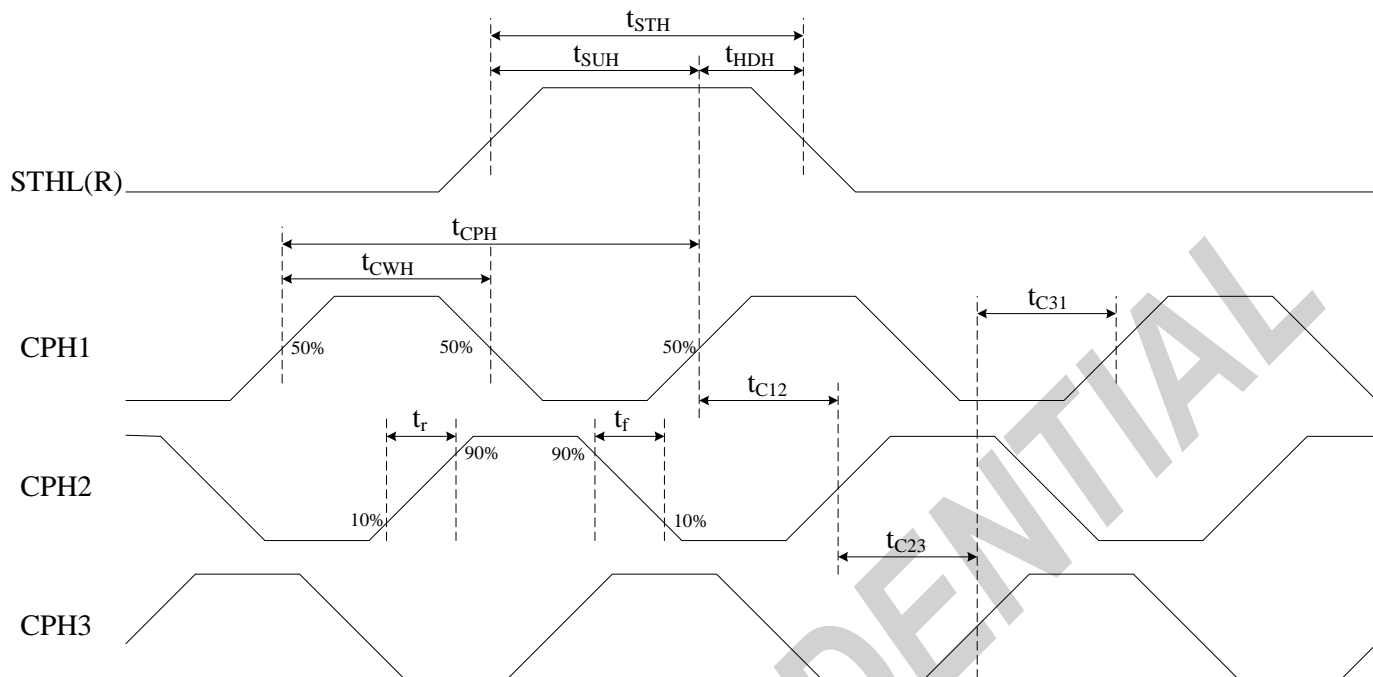 tSTH
tSUH tHDH
STHL(R)
tCPH
tCWH
tC31
CPH1 50% 50% 50%
tC12
tr tf
90% 90%
CPH2
10% 10%
tC23
CPH3
DENTIAL